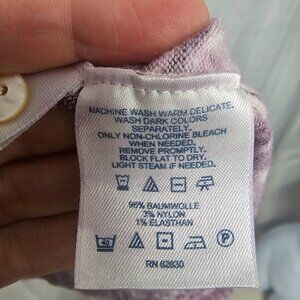 MACHINE WASH WARM DELICATE.
WASH DARK COLORS
SEPARATELY.
ONLY NON-CHLORINE BLEACH
WHEN NEEDED.
REMOVE PROMPTLY.
BLOCK FLAT TO DRY.
LIGHT STEAM IF NEEDED.
96% BAUMWOLLE
3% NYLON
1% ELASTHAN
40 P
RN 82830